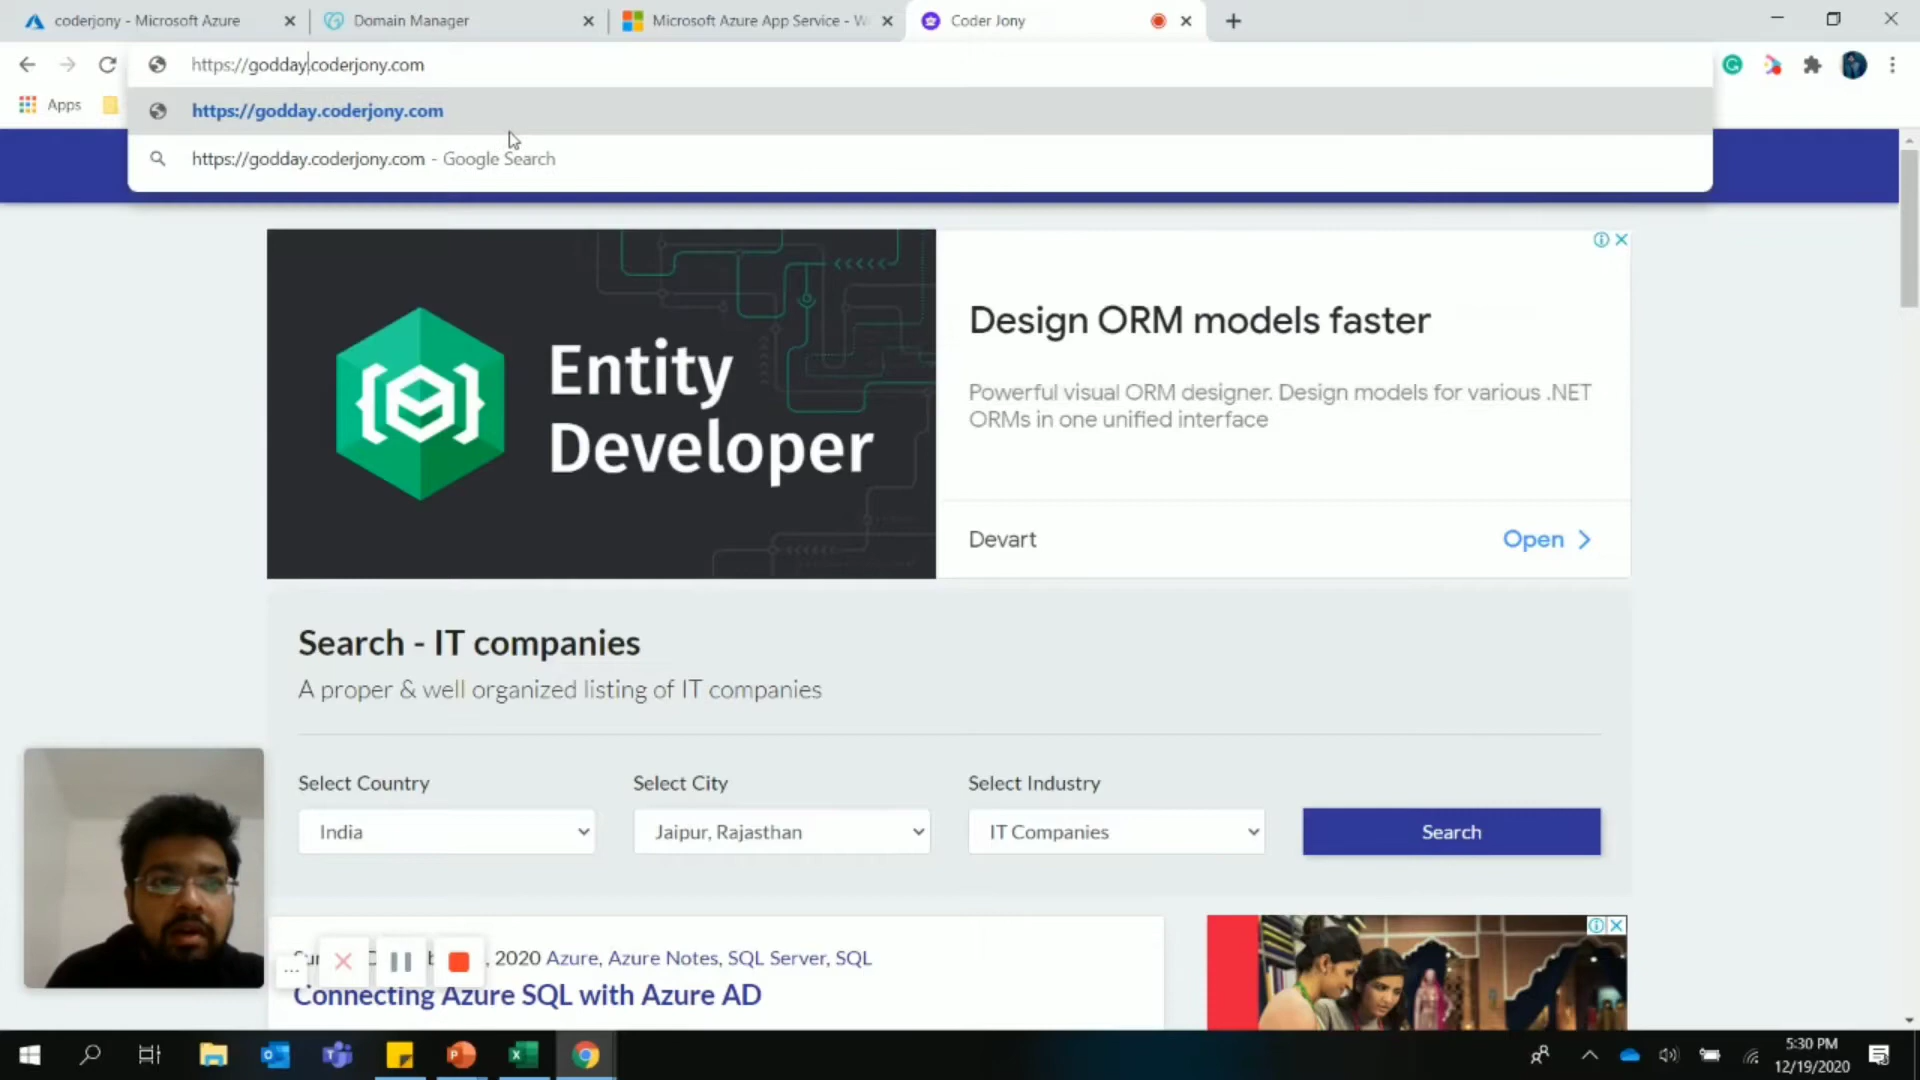 coderjony - Microsoft Azure
Domain Manager
Microsoft Azure App Service - W
Coder Jony
https://godday.coderjony.com
Apps
https://godday.coderjony.com
https://godday.coderjony.com - Google Search
Entity
Developer
Design ORM models faster
Powerful visual ORM designer. Design models for various .NET
ORMs in one unified interface
Devart
Open
Search - IT companies
A proper & well organized listing of IT companies
Select Country
Select City
Select Industry
India
Jaipur, Rajasthan
IT Companies
Search
2020 Azure, Azure Notes, SQL Server, SQL
Connecting Azure SQL with Azure AD
5:30 PM
12/19/2020